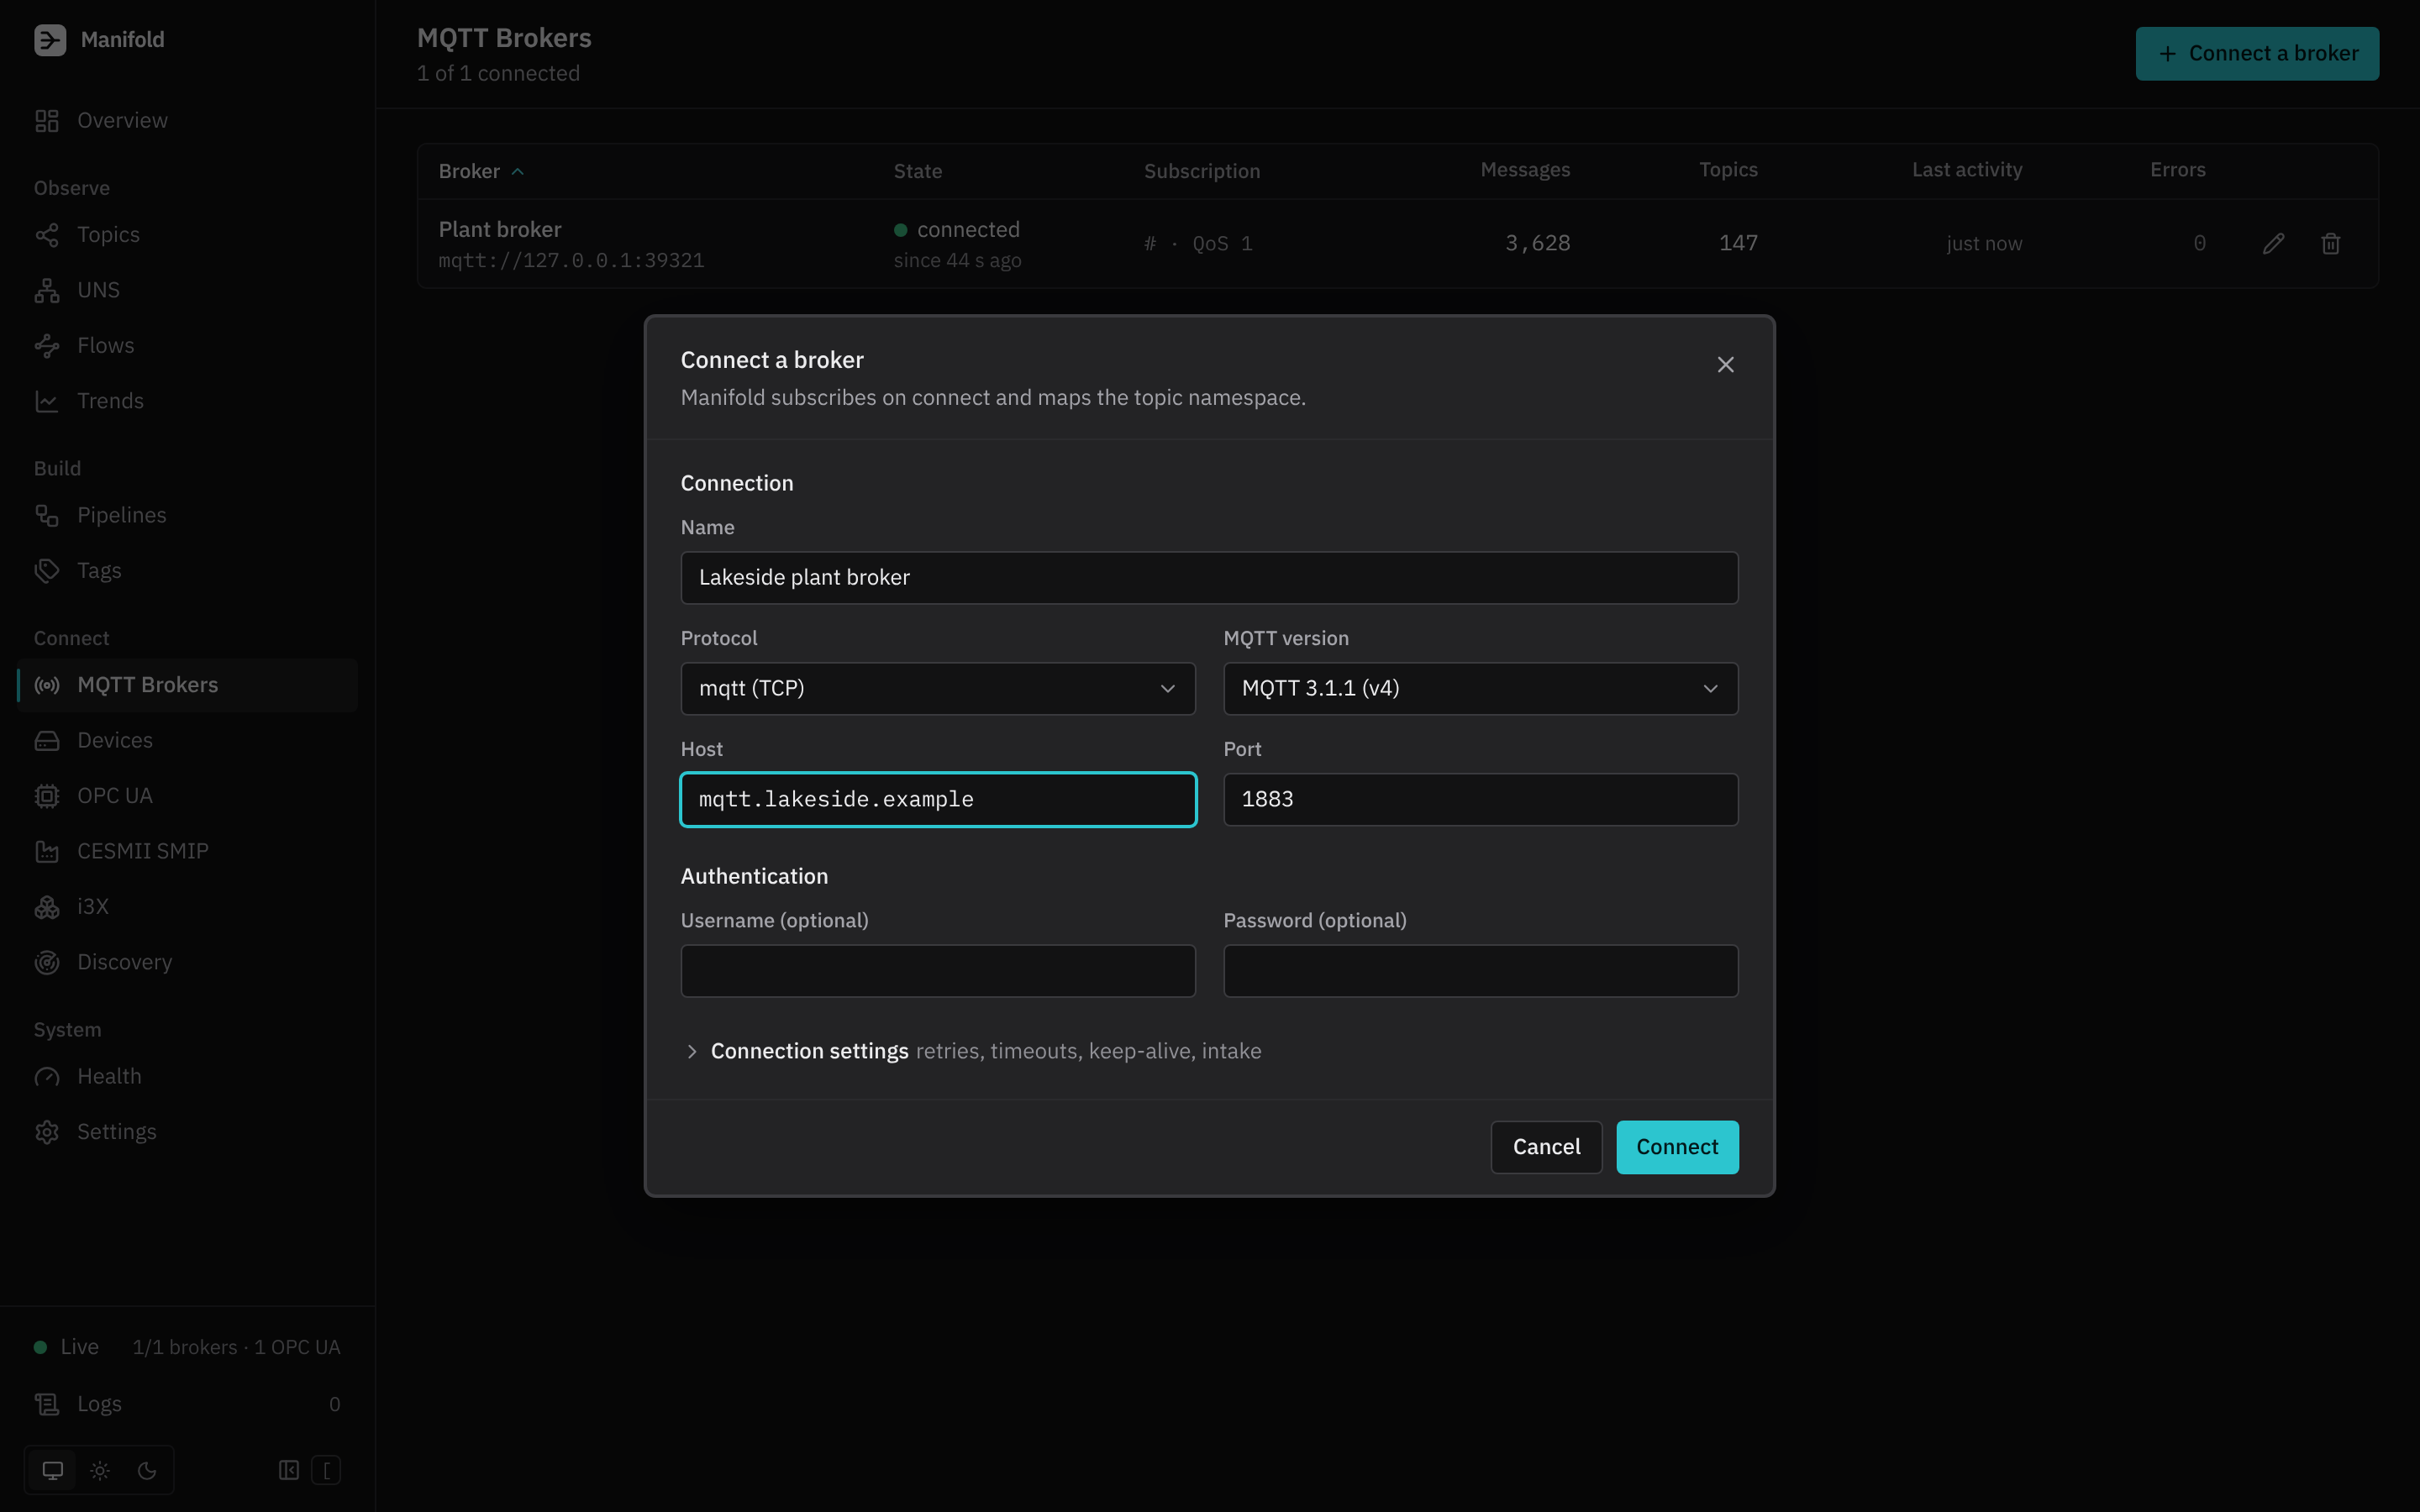 Manifold
Overview
Observe
Topics
UNS
Flows
Trends
Build
Pipelines
Tags
Connect
MQTT Brokers
Devices
OPC UA
CESMII SMIP
i3X
Discovery
System
Health
Settings
Live 1/1 brokers · 1 OPC UA
Logs 0
[
MQTT Brokers
1 of 1 connected
+ Connect a broker
Broker State Subscription Messages Topics Last activity Errors
Plant broker connected # · QoS 1 3,628 147 just now 0
mqtt://127.0.0.1:39321 since 44 s ago
Connect a broker
Manifold subscribes on connect and maps the topic namespace.
Connection
Name
Lakeside plant broker
Protocol MQTT version
mqtt (TCP) MQTT 3.1.1 (v4)
Host Port
mqtt.lakeside.example 1883
Authentication
Username (optional) Password (optional)
Connection settings retries, timeouts, keep-alive, intake
Cancel Connect